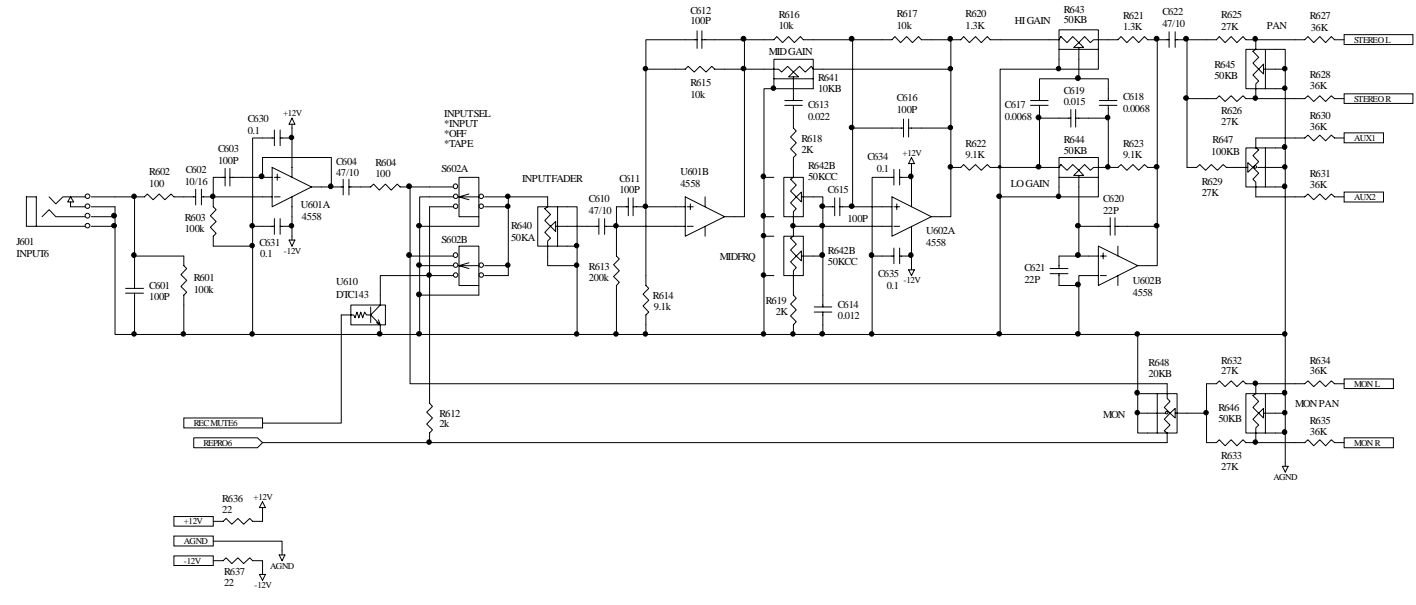 C612
100P
R616
10k
R617
10k
R620
1.3K
HI GAIN
R643
50KB
R621
1.3K
C622
47/10
R625
27K
PAN
R627
36K
STEREO L
MID GAIN
R615
10k
R641
10KB
C613
0.022
C616
100P
C617
0.0068
C619
0.015
C618
0.0068
R645
50KB
R628
36K
STEREO R
R626
27K
R630
36K
AUX1
C630
0.1
+12V
INPUT SEL
*INPUT
*OFF
*TAPE
R618
2K
R622
9.1K
R644
50KB
R623
9.1K
R647
100KB
C603
100P
R602
100
C602
10/16
C604
47/10
R604
100
S602A
INPUT FADER
C611
100P
C610
47/10
U601B
4558
R642B
50KCC
C615
100P
C634
0.1
+12V
LO GAIN
R629
27K
R631
36K
AUX2
U601A
4558
R603
100k
C631
0.1
-12V
R640
50KA
U602A
4558
C620
22P
J601
INPUT6
S602B
MIDFRQ
R642B
50KCC
C635
0.1
-12V
C621
22P
U602B
4558
C601
100P
R601
100k
U610
DTC143
R613
200k
R614
9.1k
R619
2K
C614
0.012
R648
20KB
R632
27K
R634
36K
MON L
MON
R646
50KB
MON PAN
R635
36K
MON R
R633
27K
REC MUTE6
R612
2k
REPRO6
AGND
R636
22
+12V
+12V
AGND
AGND
-12V
R637
22
-12V